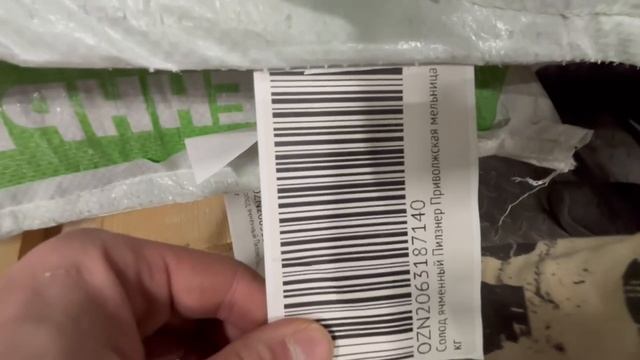 OZN2063187140
Солод ячменный Пилзнер Приволжская мельница
кг